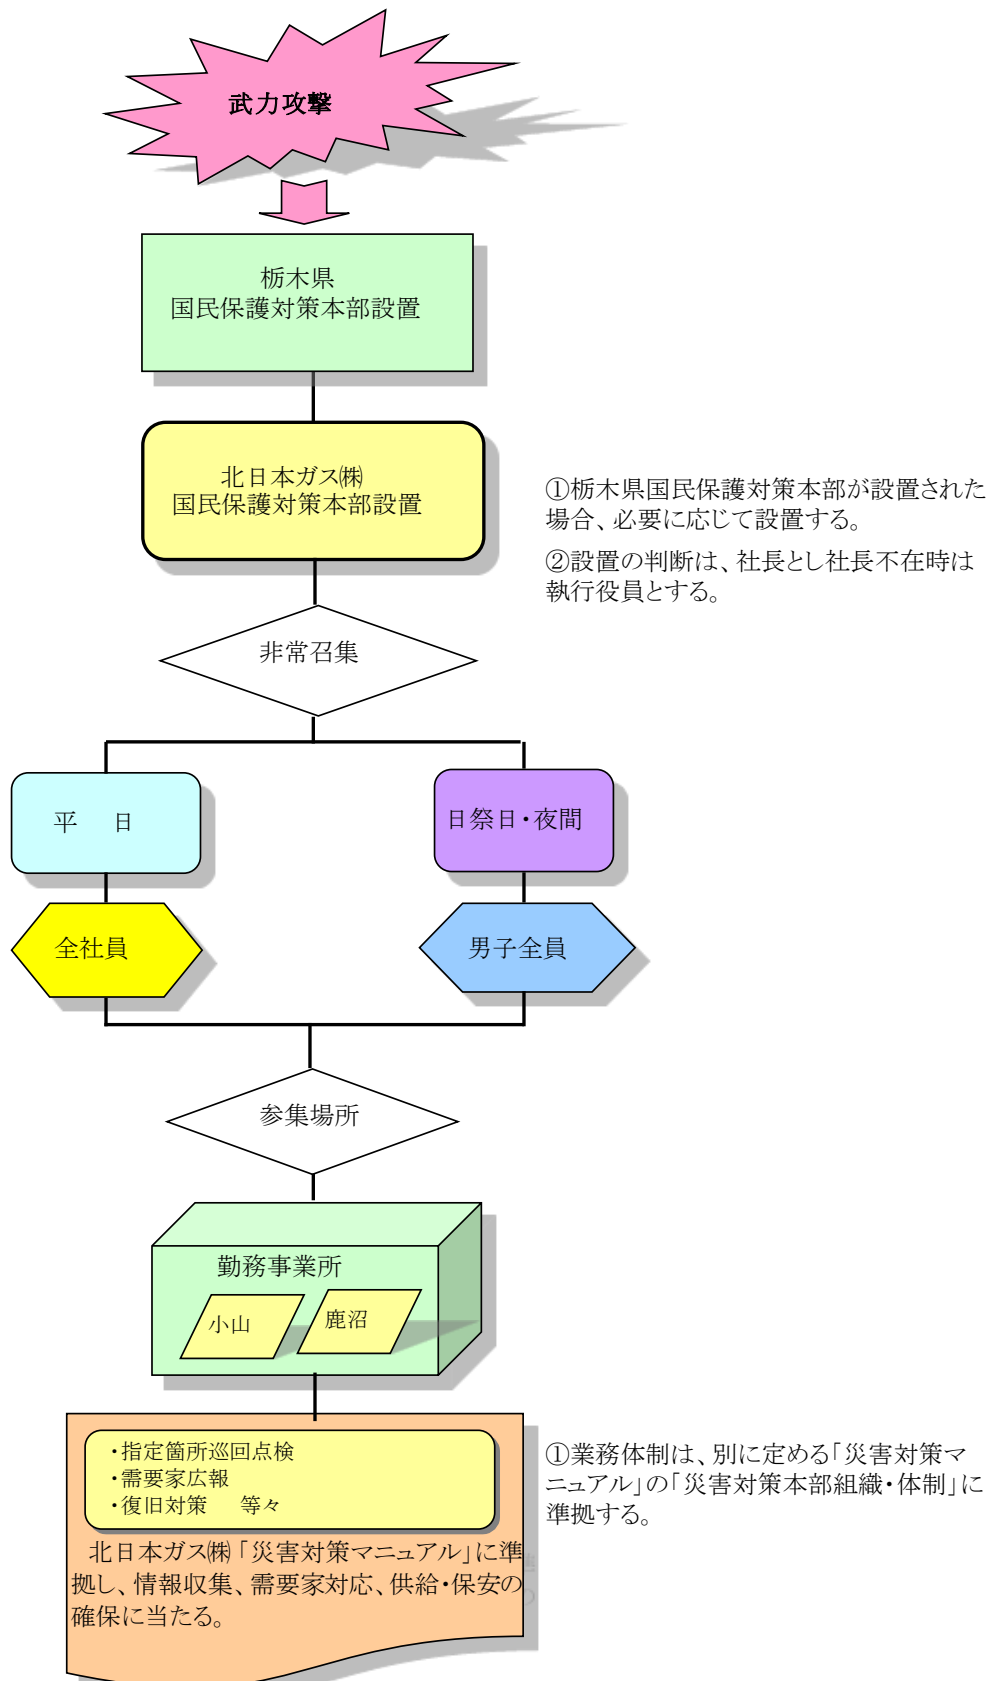 武力攻撃
栃木県
国民保護対策本部設置
北日本ガス㈱
国民保護対策本部設置
①栃木県国民保護対策本部が設置された
場合、必要に応じて設置する。
②設置の判断は、社長とし社長不在時は
執行役員とする。
非常召集
平　日
日祭日・夜間
全社員
男子全員
参集場所
勤務事業所
小山
鹿沼
・指定箇所巡回点検
・需要家広報
・復旧対策　等々
北日本ガス㈱「災害対策マニュアル」に準
拠し、情報収集、需要家対応、供給・保安の
確保に当たる。
①業務体制は、別に定める「災害対策マ
ニュアル」の「災害対策本部組織・体制」に
準拠する。